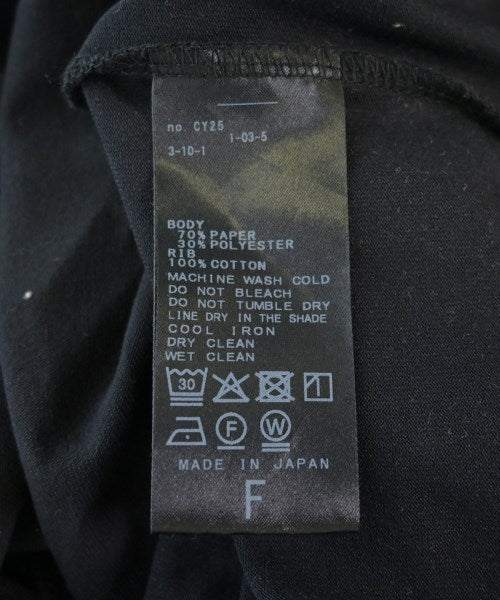 no. CY25
1-03-5
3-10-1
BODY
70% PAPER
30% POLYESTER
RIB
100% COTTON
MACHINE WASH COLD
DO NOT BLEACH
DO NOT TUMBLE DRY
LINE DRY IN THE SHADE
COOL IRON
DRY CLEAN
WET CLEAN
30
F W
MADE IN JAPAN
F